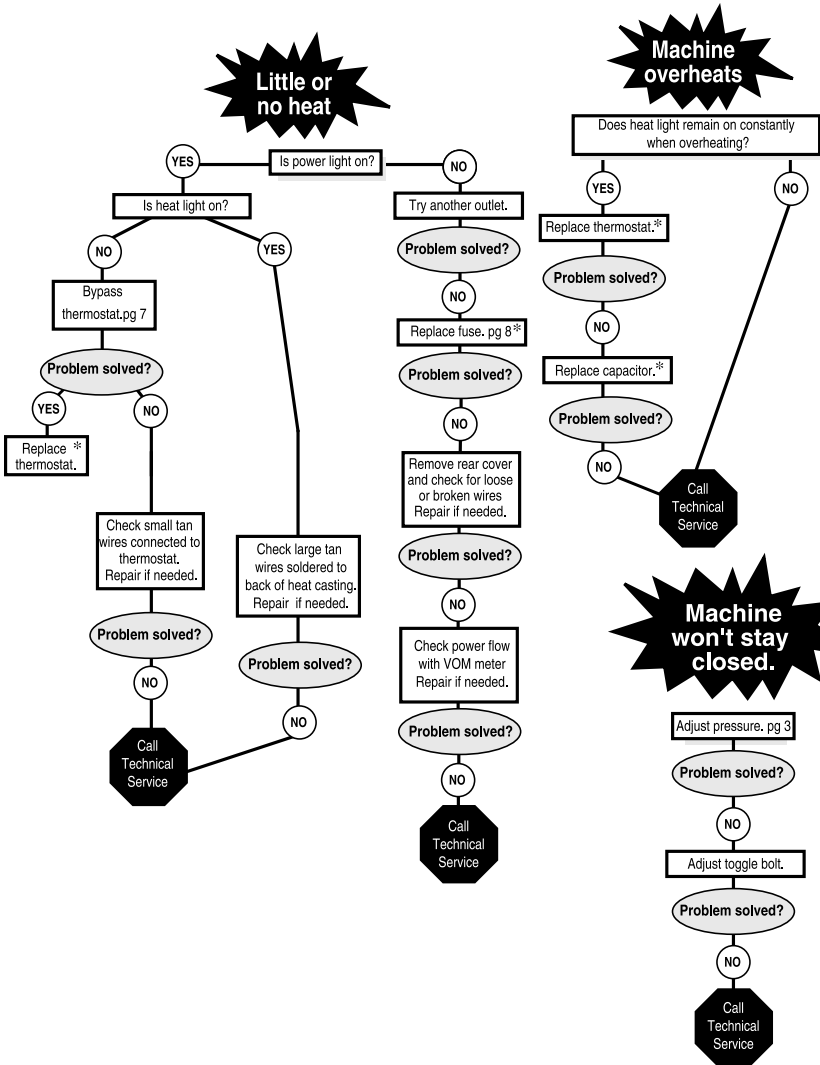 Little or
no heat
Is power light on?
YES
Is heat light on?
NO
Bypass
thermostat.pg 7
Problem solved?
YES
Replace *
thermostat.
NO
Check small tan
wires connected to
thermostat.
Repair if needed.
Problem solved?
NO
Call
Technical
Service
YES
Check large tan
wires soldered to
back of heat casting.
Repair if needed.
Problem solved?
NO
NO
Try another outlet.
Problem solved?
NO
Replace fuse. pg 8*
Problem solved?
NO
Remove rear cover
and check for loose
or broken wires
Repair if needed.
Problem solved?
NO
Check power flow
with VOM meter
Repair if needed.
Problem solved?
NO
Call
Technical
Service
Machine
overheats
Does heat light remain on constantly
when overheating?
YES
Replace thermostat.*
Problem solved?
NO
Replace capacitor.*
Problem solved?
NO
NO
Call
Technical
Service
Machine
won't stay
closed.
Adjust pressure. pg 3
Problem solved?
NO
Adjust toggle bolt.
Problem solved?
NO
Call
Technical
Service